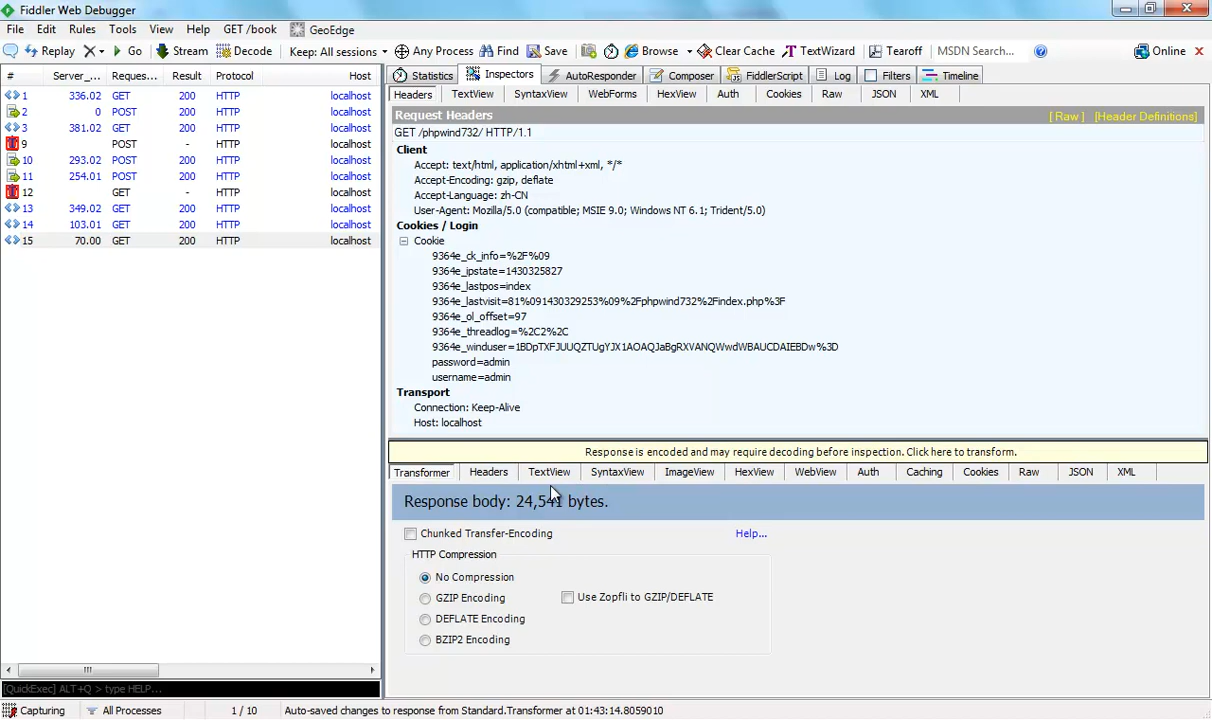 Fiddler Web Debugger
File Rules Tools View Help GET /book GeoEdge
Replay Go Stream Decode Keep: All sessions Any Process Find Save Browse Clear Cache TextWizard Tearoff MSDN Search... Online
# Server_... Reques... Result Protocol Host
1 336.02 GET 200 HTTP localhost
2 0 POST 200 HTTP localhost
3 381.02 GET 200 HTTP localhost
9 POST - HTTP localhost
10 293.02 POST 200 HTTP localhost
11 254.01 POST 200 HTTP localhost
12 GET - HTTP localhost
13 349.02 GET 200 HTTP localhost
14 103.01 GET 200 HTTP localhost
15 70.00 GET 200 HTTP localhost
[QuickExec] ALT+Q > type HELP...
Statistics Inspectors AutoResponder Composer FiddlerScript Log Filters Timeline
Headers TextView SyntaxView WebForms HexView Auth Cookies Raw JSON XML
Request Headers [ Raw ] [Header Definitions]
GET /phpwind732/ HTTP/1.1
Client
Accept: text/html, application/xhtml+xml, */*
Accept-Encoding: gzip, deflate
Accept-Language: zh-CN
User-Agent: Mozilla/5.0 (compatible; MSIE 9.0; Windows NT 6.1; Trident/5.0)
Cookies / Login
Cookie
9364e_ck_info=%2F%09
9364e_ipstate=1430325827
9364e_lastpos=index
9364e_lastvisit=81%091430329253%09%2Fphpwind732%2Findex.php%3F
9364e_ol_offset=97
9364e_threadlog=%2C2%2C
9364e_winduser=1BDpTXFJUUQZTUgYJX1AOAQJaBgRXVANQWwdWBAUCDAIEBDw%3D
password=admin
username=admin
Transport
Connection: Keep-Alive
Host: localhost
Response is encoded and may require decoding before inspection. Click here to transform.
Transformer Headers TextView SyntaxView ImageView HexView WebView Auth Caching Cookies Raw JSON XML
Response body: 24,541 bytes.
Chunked Transfer-Encoding Help...
HTTP Compression
No Compression
GZIP Encoding Use Zopfli to GZIP/DEFLATE
DEFLATE Encoding
BZIP2 Encoding
Capturing All Processes 1 / 10 Auto-saved changes to response from Standard.Transformer at 01:43:14.8059010